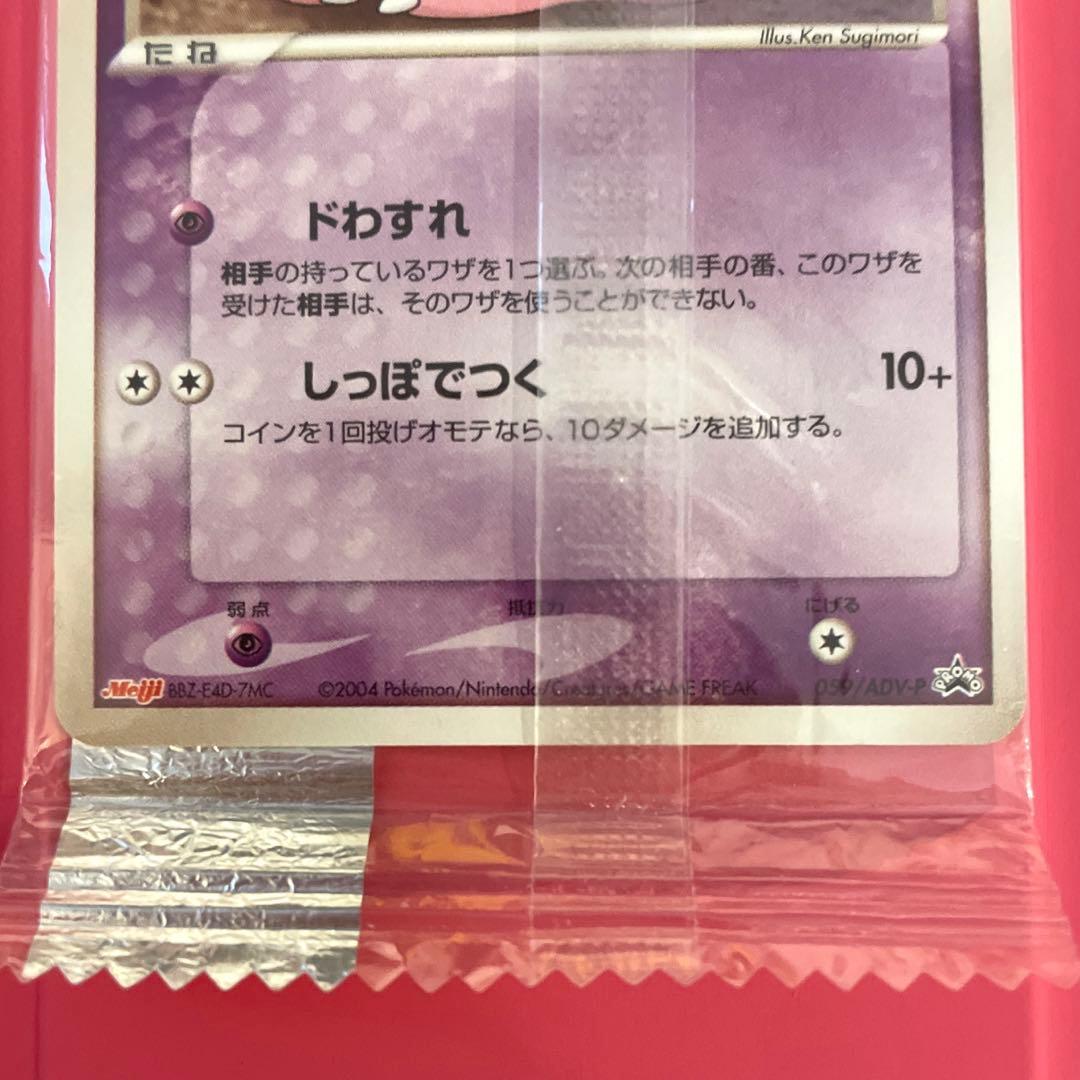 Illus.Ken Sugimori
たね
ドわすれ
相手の持っているワザを1つ選ぶ。次の相手の番、このワザを
受けた相手は、そのワザを使うことができない。
しっぽでつく 10+
コインを1回投げオモテなら、10ダメージを追加する。
弱点 抵抗力 にげる
Meiji BBZ-E4D-7MC ©2004 Pokémon/Nintendo/Creatures/GAME FREAK 059/ADV-P PROMO